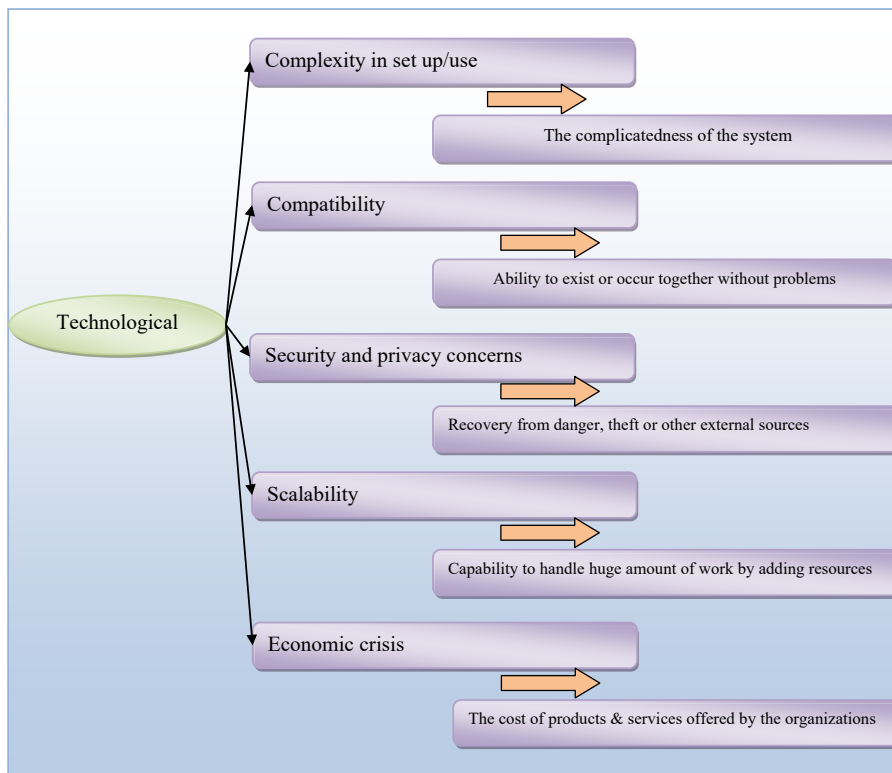 Complexity in set up/use
The complicatedness of the system
Compatibility
Ability to exist or occur together without problems
Technological
Security and privacy concerns
Recovery from danger, theft or other external sources
Scalability
Capability to handle huge amount of work by adding resources
Economic crisis
The cost of products & services offered by the organizations